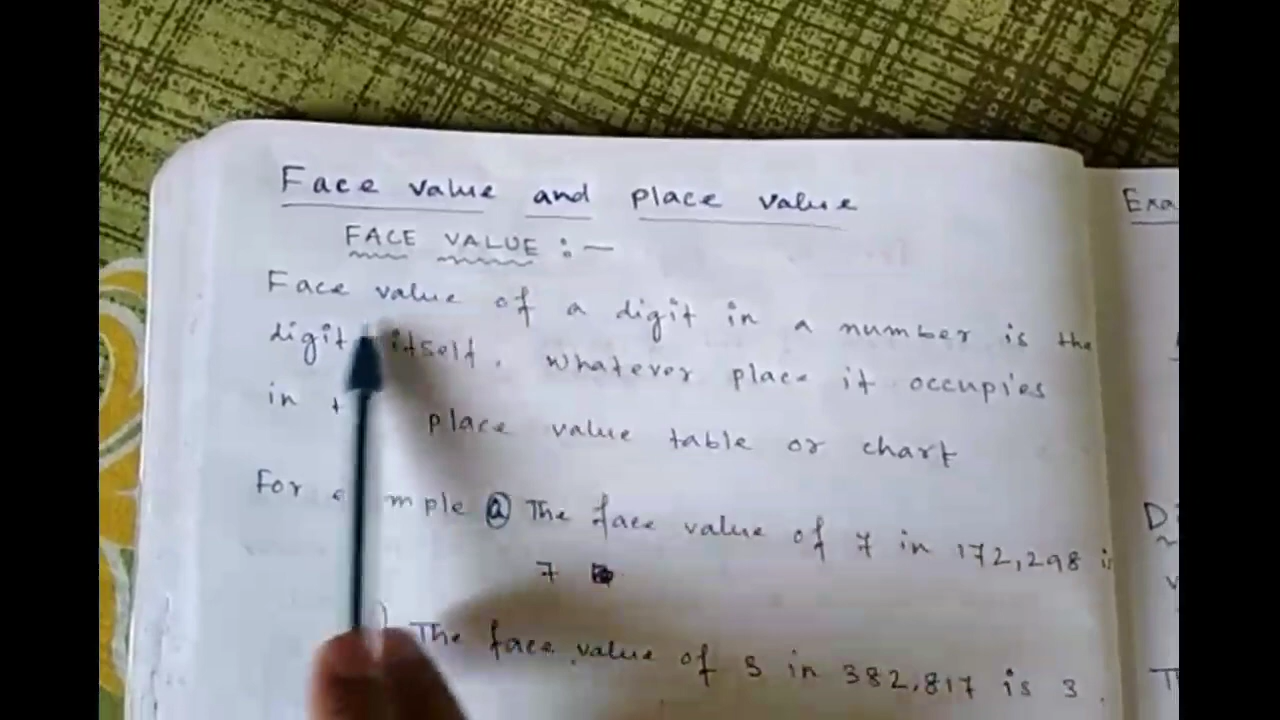 Face value and place value
FACE VALUE :-
Face value of a digit in a number is the
digit itself, whatever place it occupies
in place value table or chart
For mple (a) The face value of 7 in 172,298 is
7
The face value of 3 in 382,817 is 3.
Exa